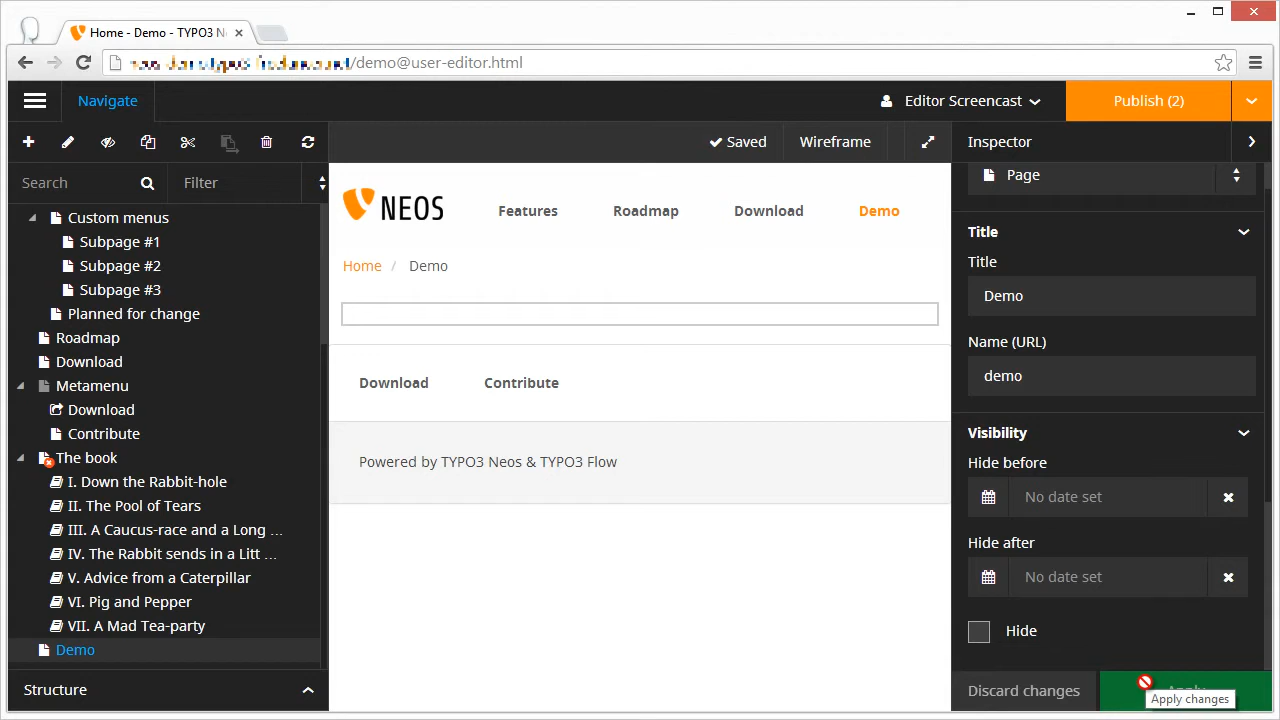 Home - Demo - TYPO3 N
/demo@user-editor.html
Navigate
Editor Screencast
Publish (2)
Saved
Wireframe
Inspector
Search
Filter
Page
Custom menus
Subpage #1
Subpage #2
Subpage #3
Planned for change
Roadmap
Download
Metamenu
Download
Contribute
The book
I. Down the Rabbit-hole
II. The Pool of Tears
III. A Caucus-race and a Long ...
IV. The Rabbit sends in a Litt ...
V. Advice from a Caterpillar
VI. Pig and Pepper
VII. A Mad Tea-party
Demo
Structure
NEOS
Features
Roadmap
Download
Demo
Home / Demo
Download
Contribute
Powered by TYPO3 Neos & TYPO3 Flow
Title
Title
Demo
Name (URL)
demo
Visibility
Hide before
No date set
Hide after
No date set
Hide
Discard changes
Apply changes